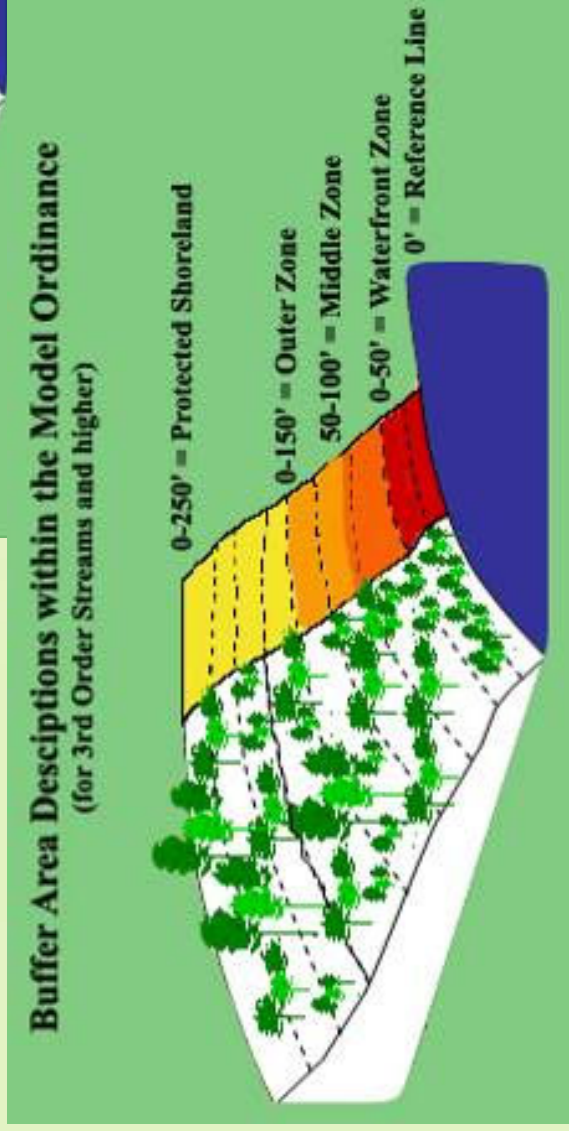 Buffer Area Desciptions within the Model Ordinance
(for 3rd Order Streams and higher)
0-250' = Protected Shoreland
0-150' = Outer Zone
50-100' = Middle Zone
0-50' = Waterfront Zone
0' = Reference Line